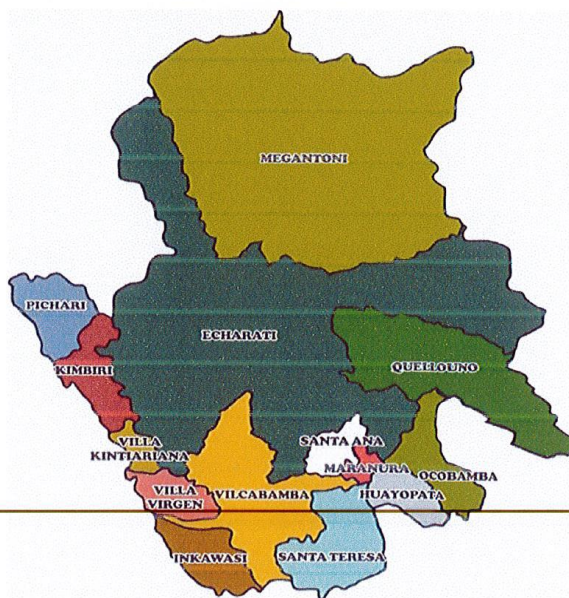 MEGANTONI
PICHARI
ECHARATI
KIMBIRI
QUELLOUNO
VILLA
KINTIARIANA
SANTA ANA
MARANURA
OCOBAMBA
VILLA
VIRGEN
VILCABAMBA
HUAYOPATA
INKAWASI
SANTA TERESA